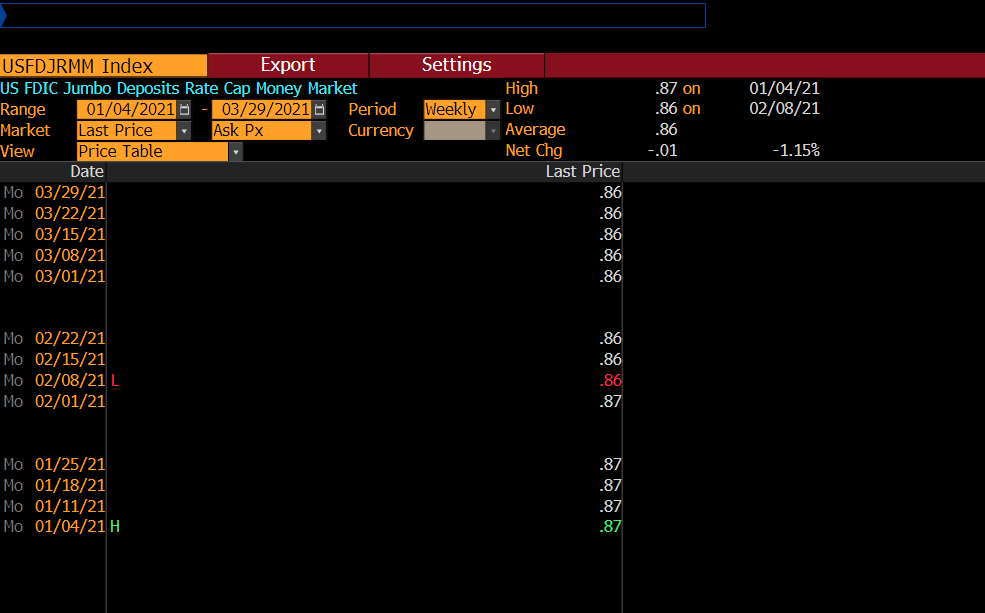 USFDJRMM Index Export Settings
US FDIC Jumbo Deposits Rate Cap Money Market High .87 on 01/04/21
Range 01/04/2021 - 03/29/2021 Period Weekly Low .86 on 02/08/21
Market Last Price Ask Px Currency Average .86
View Price Table Net Chg -.01 -1.15%
Date Last Price
Mo 03/29/21 .86
Mo 03/22/21 .86
Mo 03/15/21 .86
Mo 03/08/21 .86
Mo 03/01/21 .86
Mo 02/22/21 .86
Mo 02/15/21 .86
Mo 02/08/21 L .86
Mo 02/01/21 .87
Mo 01/25/21 .87
Mo 01/18/21 .87
Mo 01/11/21 .87
Mo 01/04/21 H .87